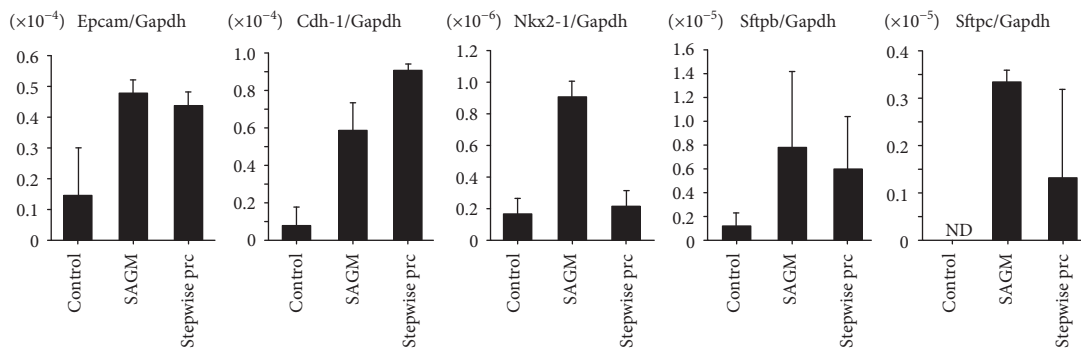 (×10⁻⁴) Epcam/Gapdh
0.6
0.5
0.4
0.3
0.2
0.1
0
Control
SAGM
Stepwise prc
(×10⁻⁴) Cdh-1/Gapdh
1.0
0.8
0.6
0.4
0.2
0
Control
SAGM
Stepwise prc
(×10⁻⁶) Nkx2-1/Gapdh
1.2
1.0
0.8
0.6
0.4
0.2
0
Control
SAGM
Stepwise prc
(×10⁻⁵) Sftpb/Gapdh
1.6
1.4
1.2
1.0
0.8
0.6
0.4
0.2
0
Control
SAGM
Stepwise prc
(×10⁻⁵) Sftpc/Gapdh
0.4
0.3
0.2
0.1
0
ND
Control
SAGM
Stepwise prc